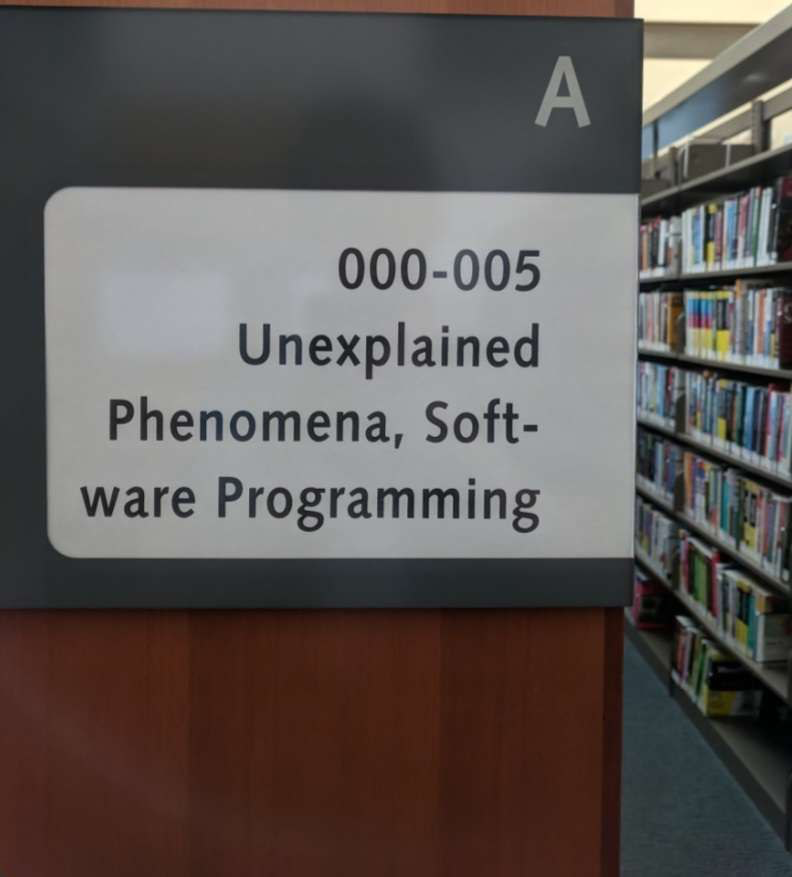 A
000-005
Unexplained
Phenomena, Soft-
ware Programming